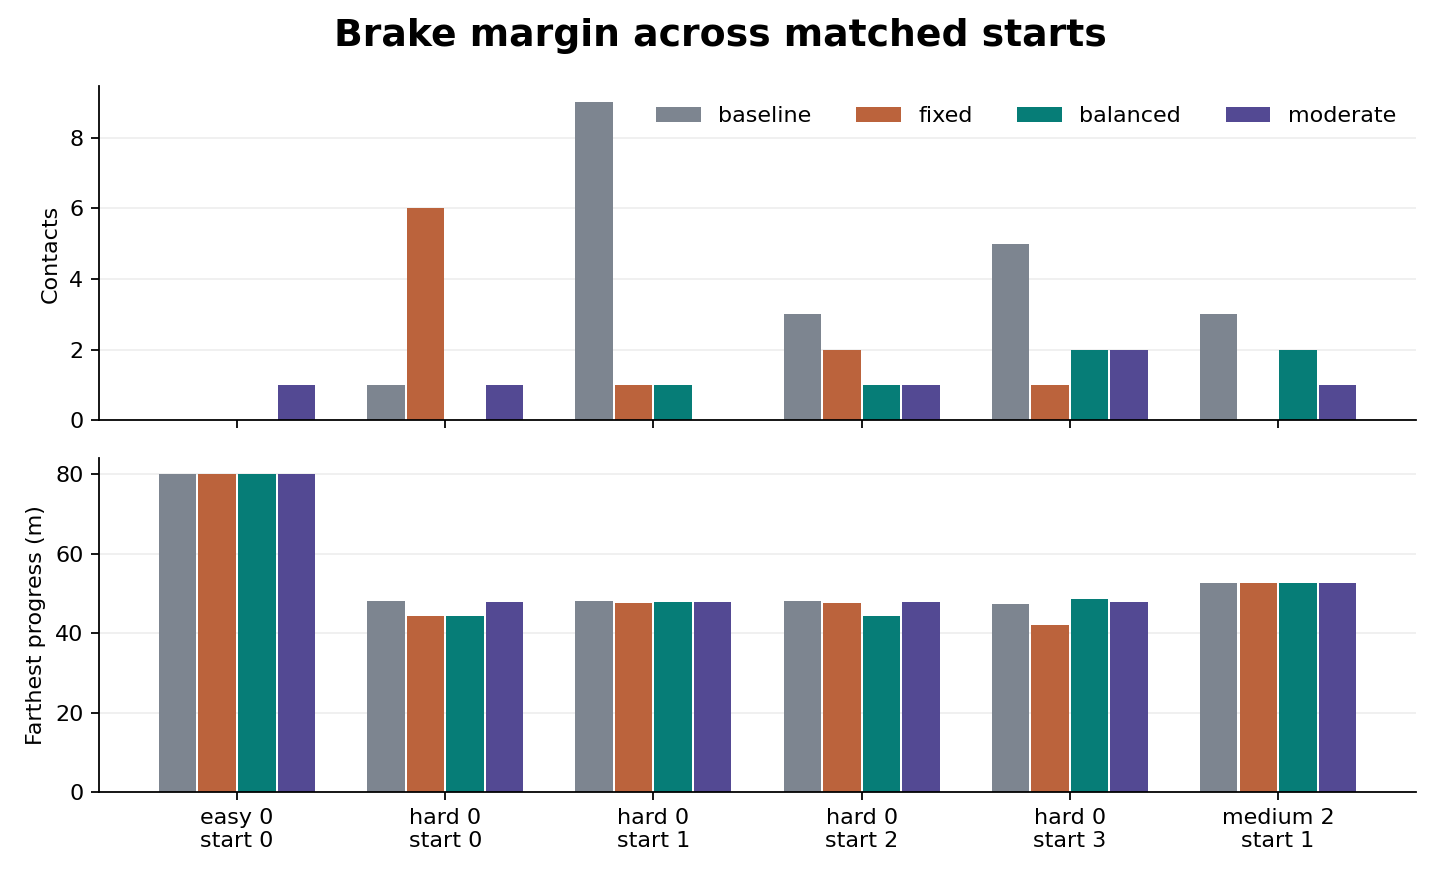 Brake margin across matched starts
baseline
fixed
balanced
moderate
Contacts
8
6
4
2
0
Farthest progress (m)
80
60
40
20
0
easy 0
start 0
hard 0
start 0
hard 0
start 1
hard 0
start 2
hard 0
start 3
medium 2
start 1